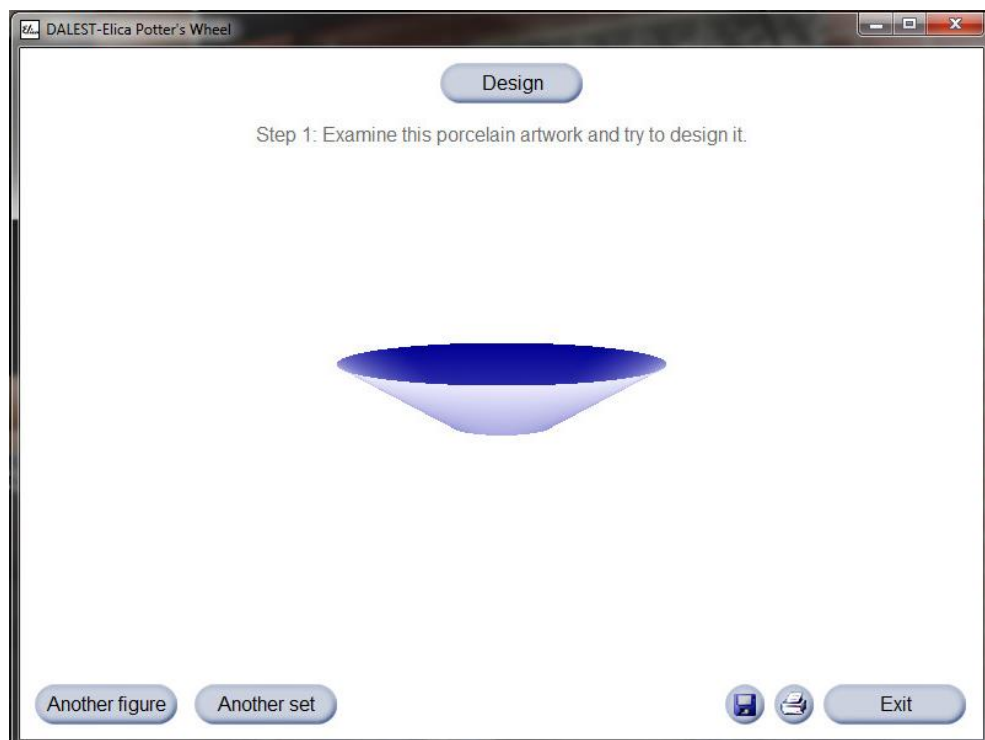 DALEST-Elica Potter's Wheel
Design
Step 1: Examine this porcelain artwork and try to design it.
Another figure
Another set
Exit